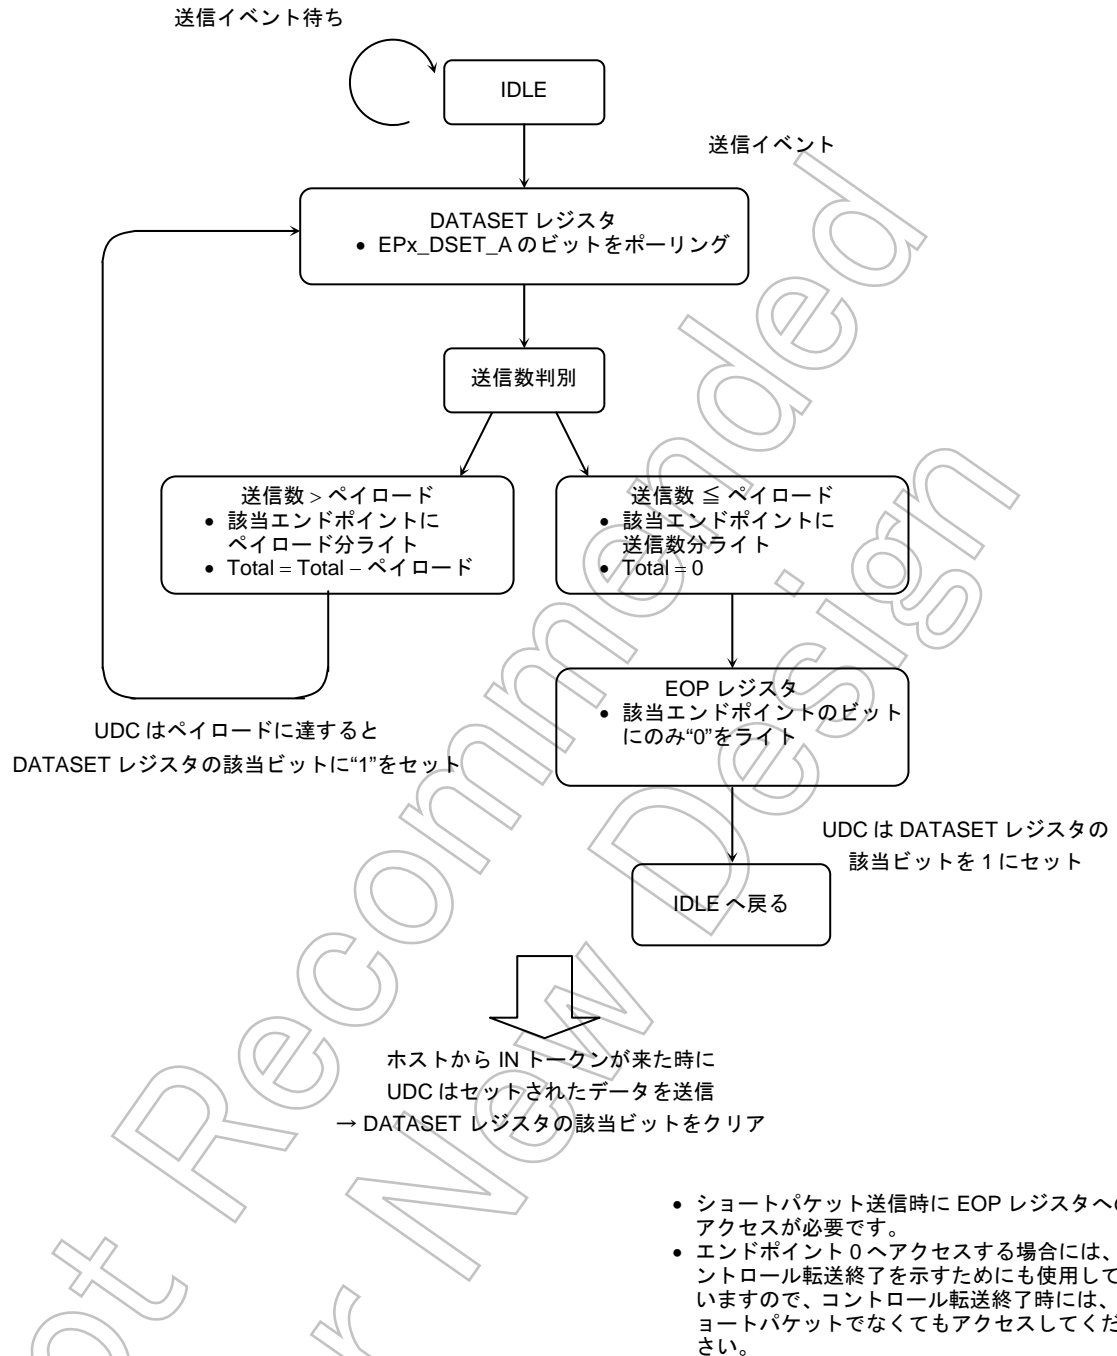 送信イベント待ち
IDLE
送信イベント
DATASET レジスタ
• EPx_DSET_A のビットをポーリング
送信数判別
送信数 > ペイロード
• 該当エンドポイントに
ペイロード分ライト
• Total = Total − ペイロード
送信数 ≦ ペイロード
• 該当エンドポイントに
送信数分ライト
• Total = 0
UDC はペイロードに達すると
DATASET レジスタの該当ビットに“1”をセット
EOP レジスタ
• 該当エンドポイントのビット
にのみ“0”をライト
UDC は DATASET レジスタの
該当ビットを 1 にセット
IDLE へ戻る
ホストから IN トークンが来た時に
UDC はセットされたデータを送信
→ DATASET レジスタの該当ビットをクリア
• ショートパケット送信時に EOP レジスタへ
アクセスが必要です。
• エンドポイント 0 へアクセスする場合には、
ントロール転送終了を示すためにも使用して
いますので、コントロール転送終了時には、
ョートパケットでなくてもアクセスしてくだ
さい。
Recommended
New Design